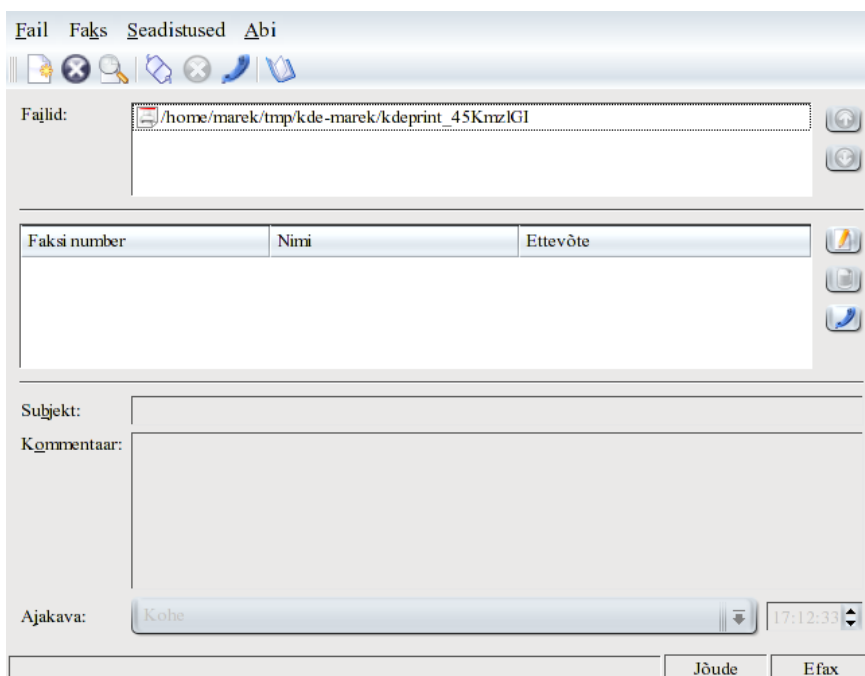 Fail Faks Seadistused Abi
Failid:
/home/marek/tmp/kde-marek/kdeprint_45KmzlGI
Faksi number Nimi Ettevõte
Subjekt:
Kommentaar:
Ajakava: Kohe 17:12:33
Jõude Efax